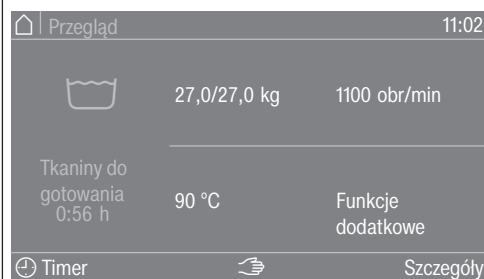 Przegląd 11:02
27,0/27,0 kg 1100 obr/min
Tkaniny do
gotowania
0:56 h
90 °C Funkcje
dodatkowe
Timer Szczegóły